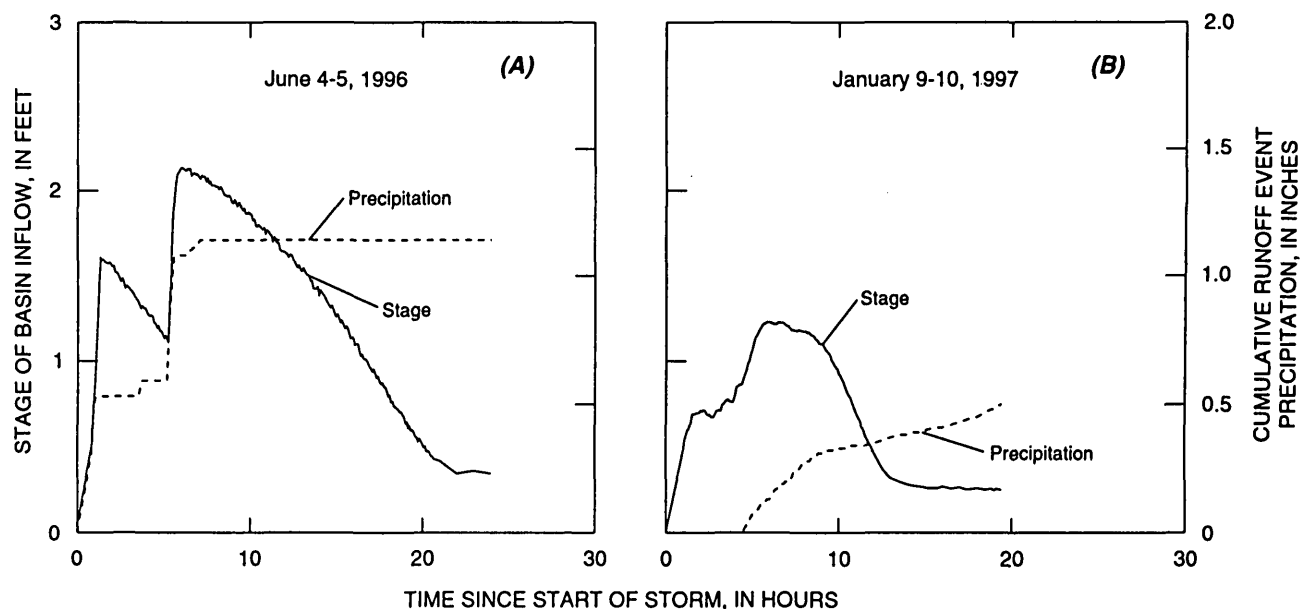 STAGE OF BASIN INFLOW, IN FEET
3
2
1
0
(A)
June 4-5, 1996
Precipitation
Stage
0
10
20
30
(B)
January 9-10, 1997
Stage
Precipitation
0
10
20
30
2.0
1.5
1.0
0.5
0
CUMULATIVE RUNOFF EVENT
PRECIPITATION, IN INCHES
TIME SINCE START OF STORM, IN HOURS